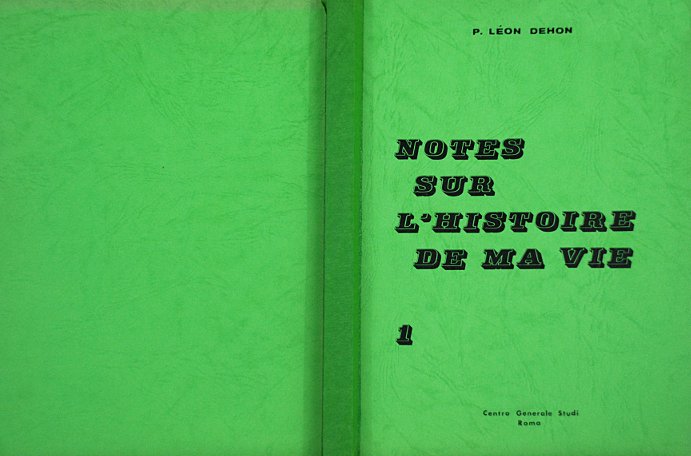 P. LÉON DEHON
NOTES
SUR
L'HISTOIRE
DE MA VIE
1
Centro Generale Studi
Roma